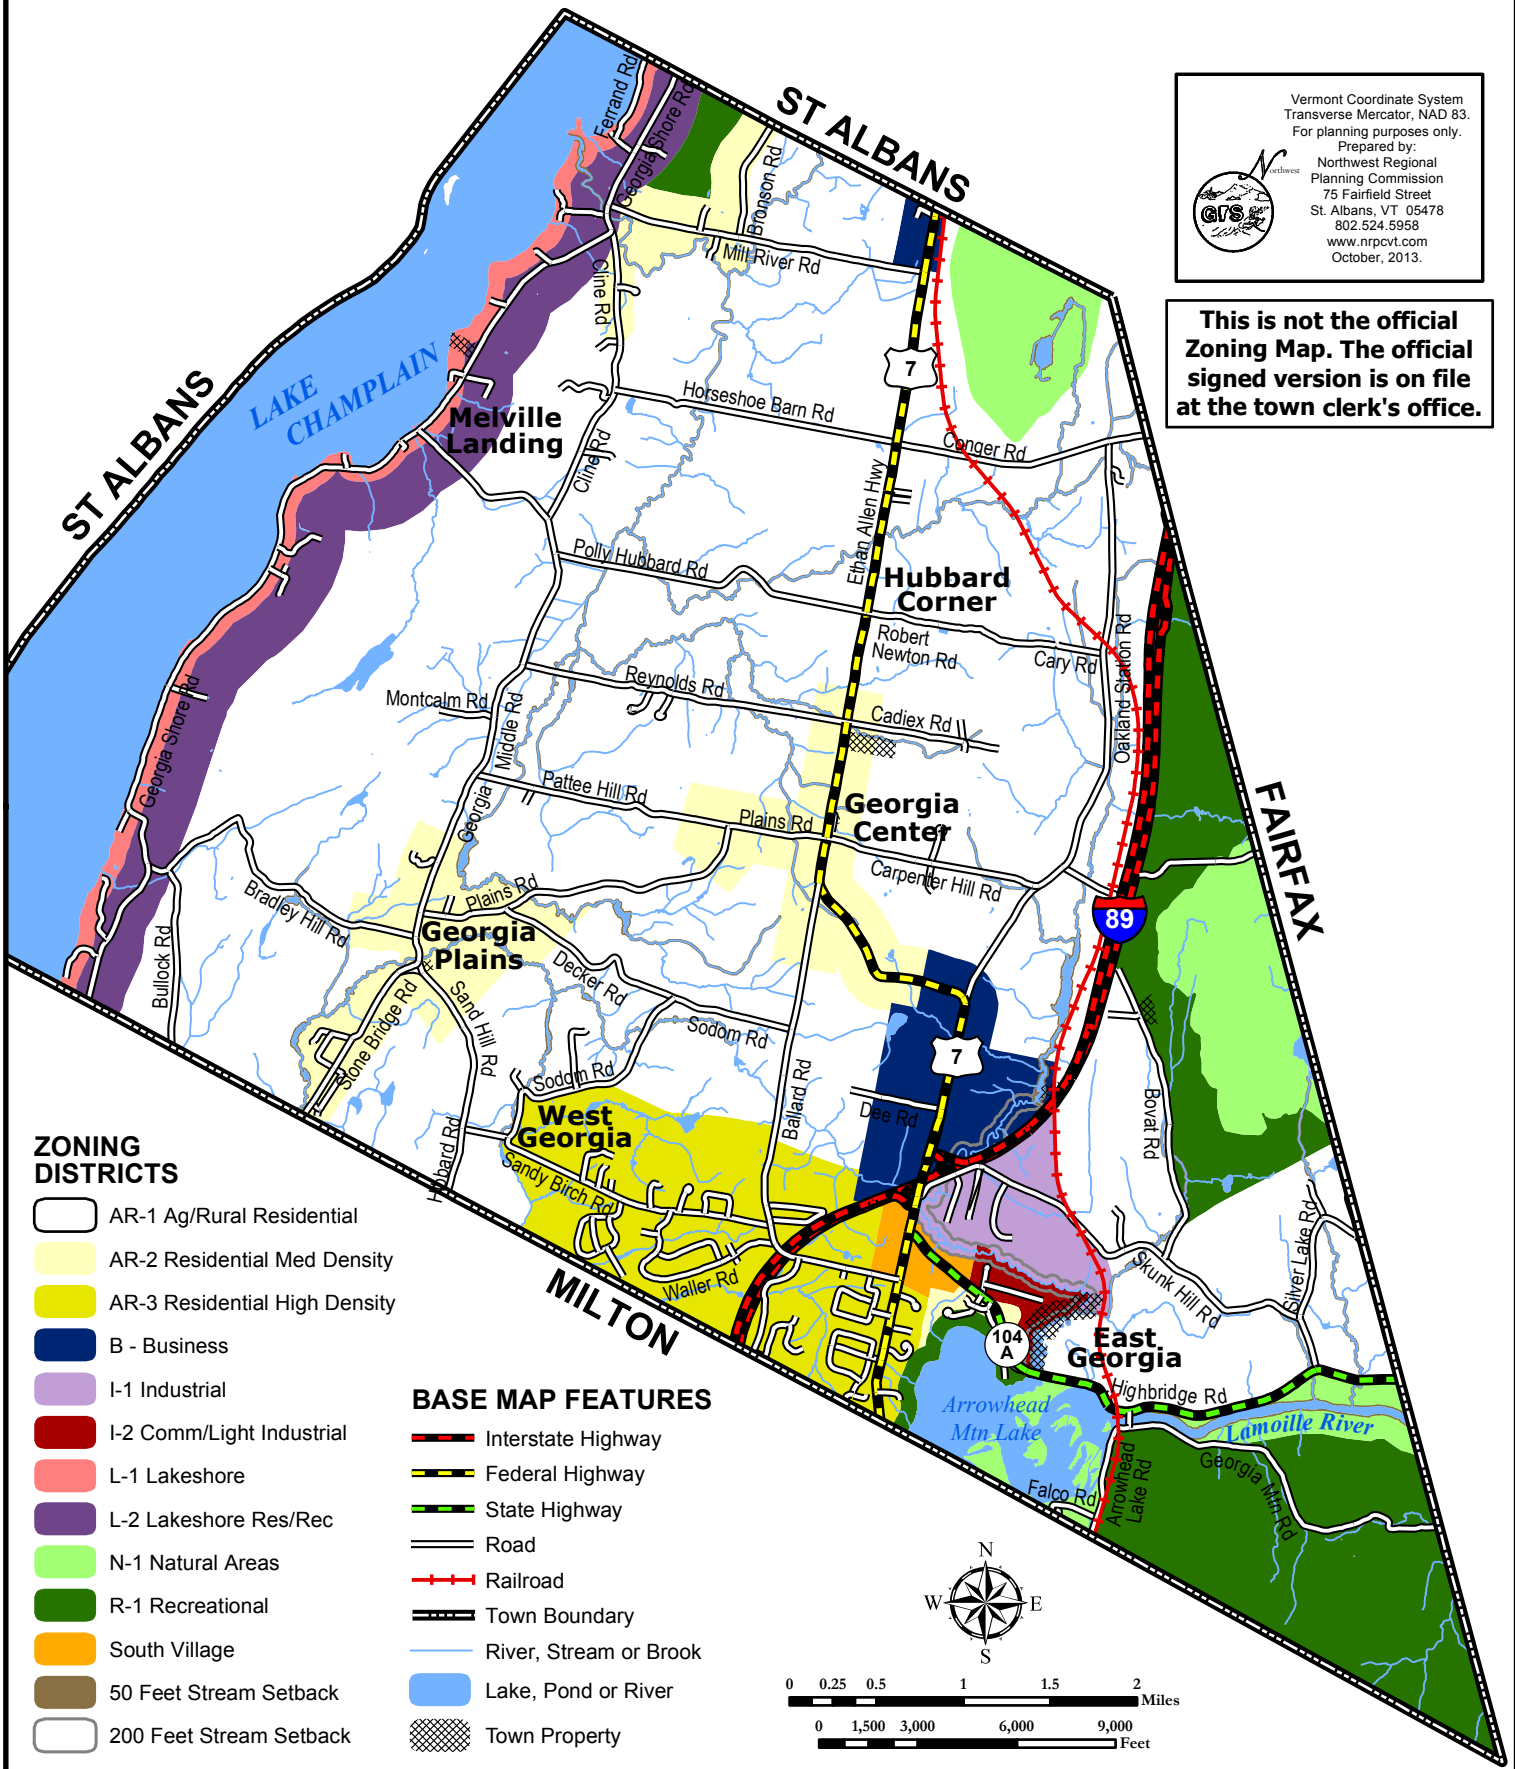 ST ALBANS
Vermont Coordinate System
Transverse Mercator, NAD 83.
For planning purposes only.
Prepared by:
Northwest Regional
Planning Commission
75 Fairfield Street
St. Albans, VT 05478
802.524.5958
www.nrpcvt.com
October, 2013.
Northwest
GIS
This is not the official
Zoning Map. The official
signed version is on file
at the town clerk's office.
Ferrand Rd
Georgia Shore Rd
Bronson Rd
Mill River Rd
Cline Rd
7
LAKE
CHAMPLAIN
ST ALBANS
Melville
Landing
Horseshoe Barn Rd
Conger Rd
Cline Rd
Ethan Allen Hwy
Polly Hubbard Rd
Hubbard
Corner
Robert
Newton Rd
Cary Rd
Oakland Station Rd
Reynolds Rd
Cadiex Rd
Montcalm Rd
Georgia Shore Rd
Georgia Middle Rd
Pattee Hill Rd
Plains Rd
Georgia
Center
Carpenter Hill Rd
FAIRFAX
89
Bradley Hill Rd
Plains Rd
Georgia
Plains
Bullock Rd
Decker Rd
Sand Hill Rd
Stone Bridge Rd
Sodom Rd
Sodom Rd
7
Ballard Rd
Dee Rd
Bovat Rd
West
Georgia
Hibbard Rd
Sandy Birch Rd
Waller Rd
MILTON
Skunk Hill Rd
Silver Lake Rd
104
A
East
Georgia
Highbridge Rd
Arrowhead
Mtn Lake
Lamoille River
Georgia Mtn Rd
Falco Rd
Arrowhead
Lake Rd
ZONING
DISTRICTS
AR-1 Ag/Rural Residential
AR-2 Residential Med Density
AR-3 Residential High Density
B - Business
I-1 Industrial
I-2 Comm/Light Industrial
L-1 Lakeshore
L-2 Lakeshore Res/Rec
N-1 Natural Areas
R-1 Recreational
South Village
50 Feet Stream Setback
200 Feet Stream Setback
BASE MAP FEATURES
Interstate Highway
Federal Highway
State Highway
Road
Railroad
Town Boundary
River, Stream or Brook
Lake, Pond or River
Town Property
N
W E
S
0 0.25 0.5 1 1.5 2
Miles
0 1,500 3,000 6,000 9,000
Feet